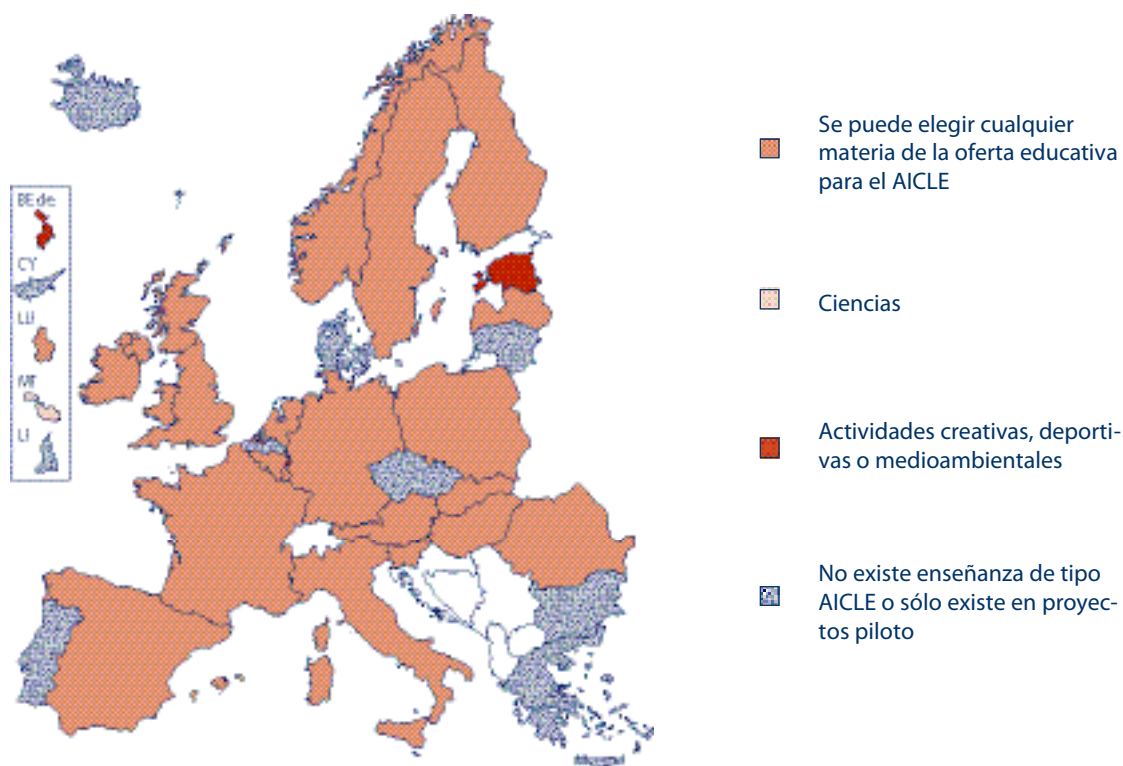 BE de
CY
LU
MT
LI
Se puede elegir cualquier
materia de la oferta educativa
para el AICLE
Ciencias
Actividades creativas, deporti-
vas o medioambientales
No existe enseñanza de tipo
AICLE o sólo existe en proyec-
tos piloto